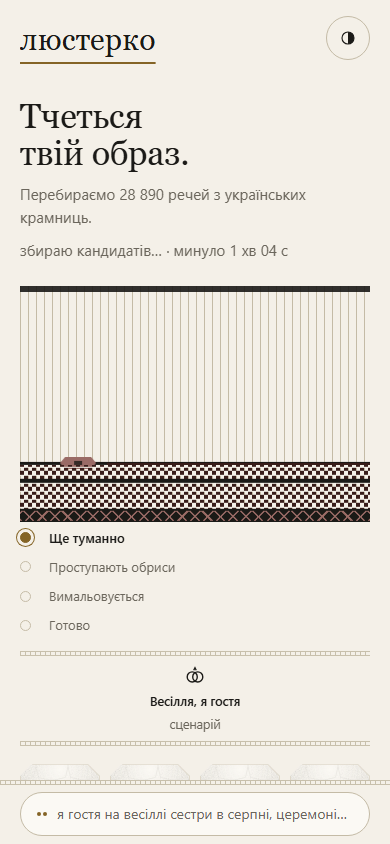 люстерко
Тчеться
твій образ.
Перебираємо 28 890 речей з українських
крамниць.
збираю кандидатів... · минуло 1 хв 04 с
Ще туманно
Проступають обриси
Вимальовується
Готово
Весілля, я гостя
сценарій
я гостя на весіллі сестри в серпні, церемоні...